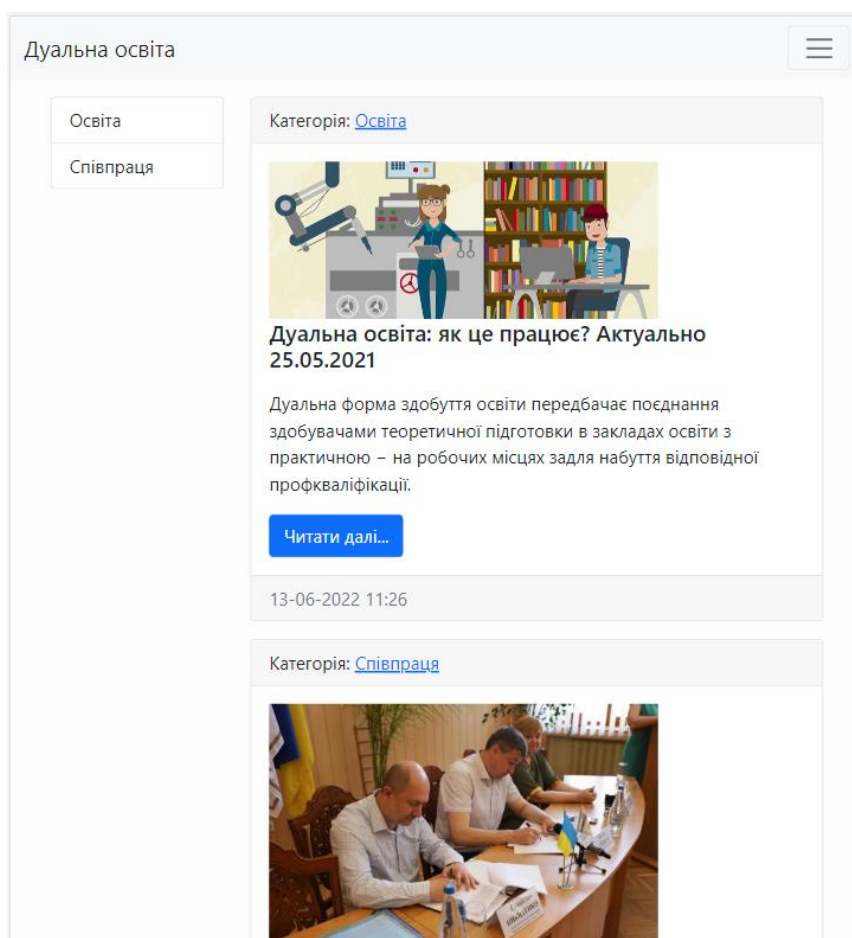 Дуальна освіта
Освіта
Співпраця
Категорія: Освіта
Дуальна освіта: як це працює? Актуально
25.05.2021
Дуальна форма здобуття освіти передбачає поєднання
здобувачами теоретичної підготовки в закладах освіти з
практичною – на робочих місцях задля набуття відповідної
профкваліфікації.
Читати далі...
13-06-2022 11:26
Категорія: Співпраця